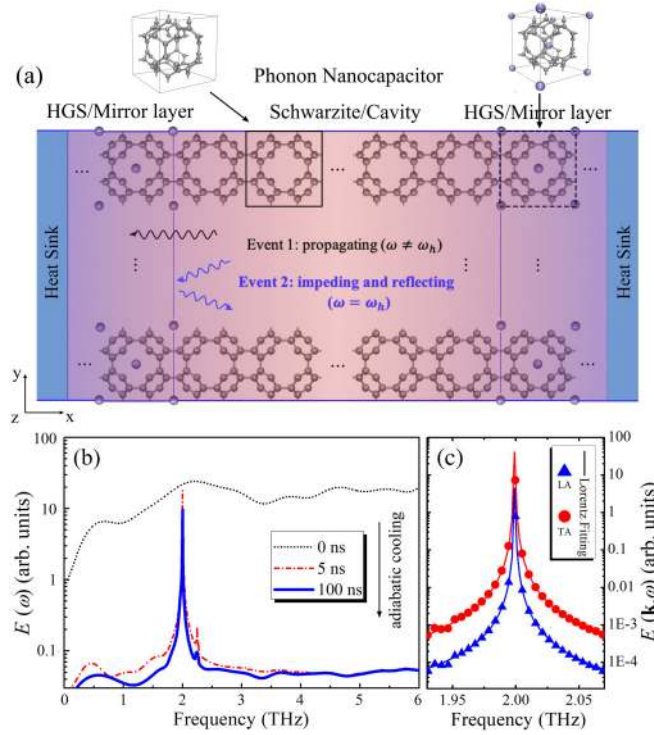 (a)
Phonon Nanocapacitor
HGS/Mirror layer
Schwarzite/Cavity
HGS/Mirror layer
...
...
...
...
Heat Sink
Event 1: propagating (ω ≠ ω_h)
Event 2: impeding and reflecting
(ω = ω_h)
Heat Sink
...
...
...
y
z
x
(b)
100
10
1
0.1
E (ω) (arb. units)
0 ns
5 ns
100 ns
adiabatic cooling
0
1
2
3
4
5
6
Frequency (THz)
(c)
LA
TA
Lorentz Fitting
100
10
1
0.1
0.01
1E-3
1E-4
E (k,ω) (arb. units)
1.95
2.00
2.05
Frequency (THz)